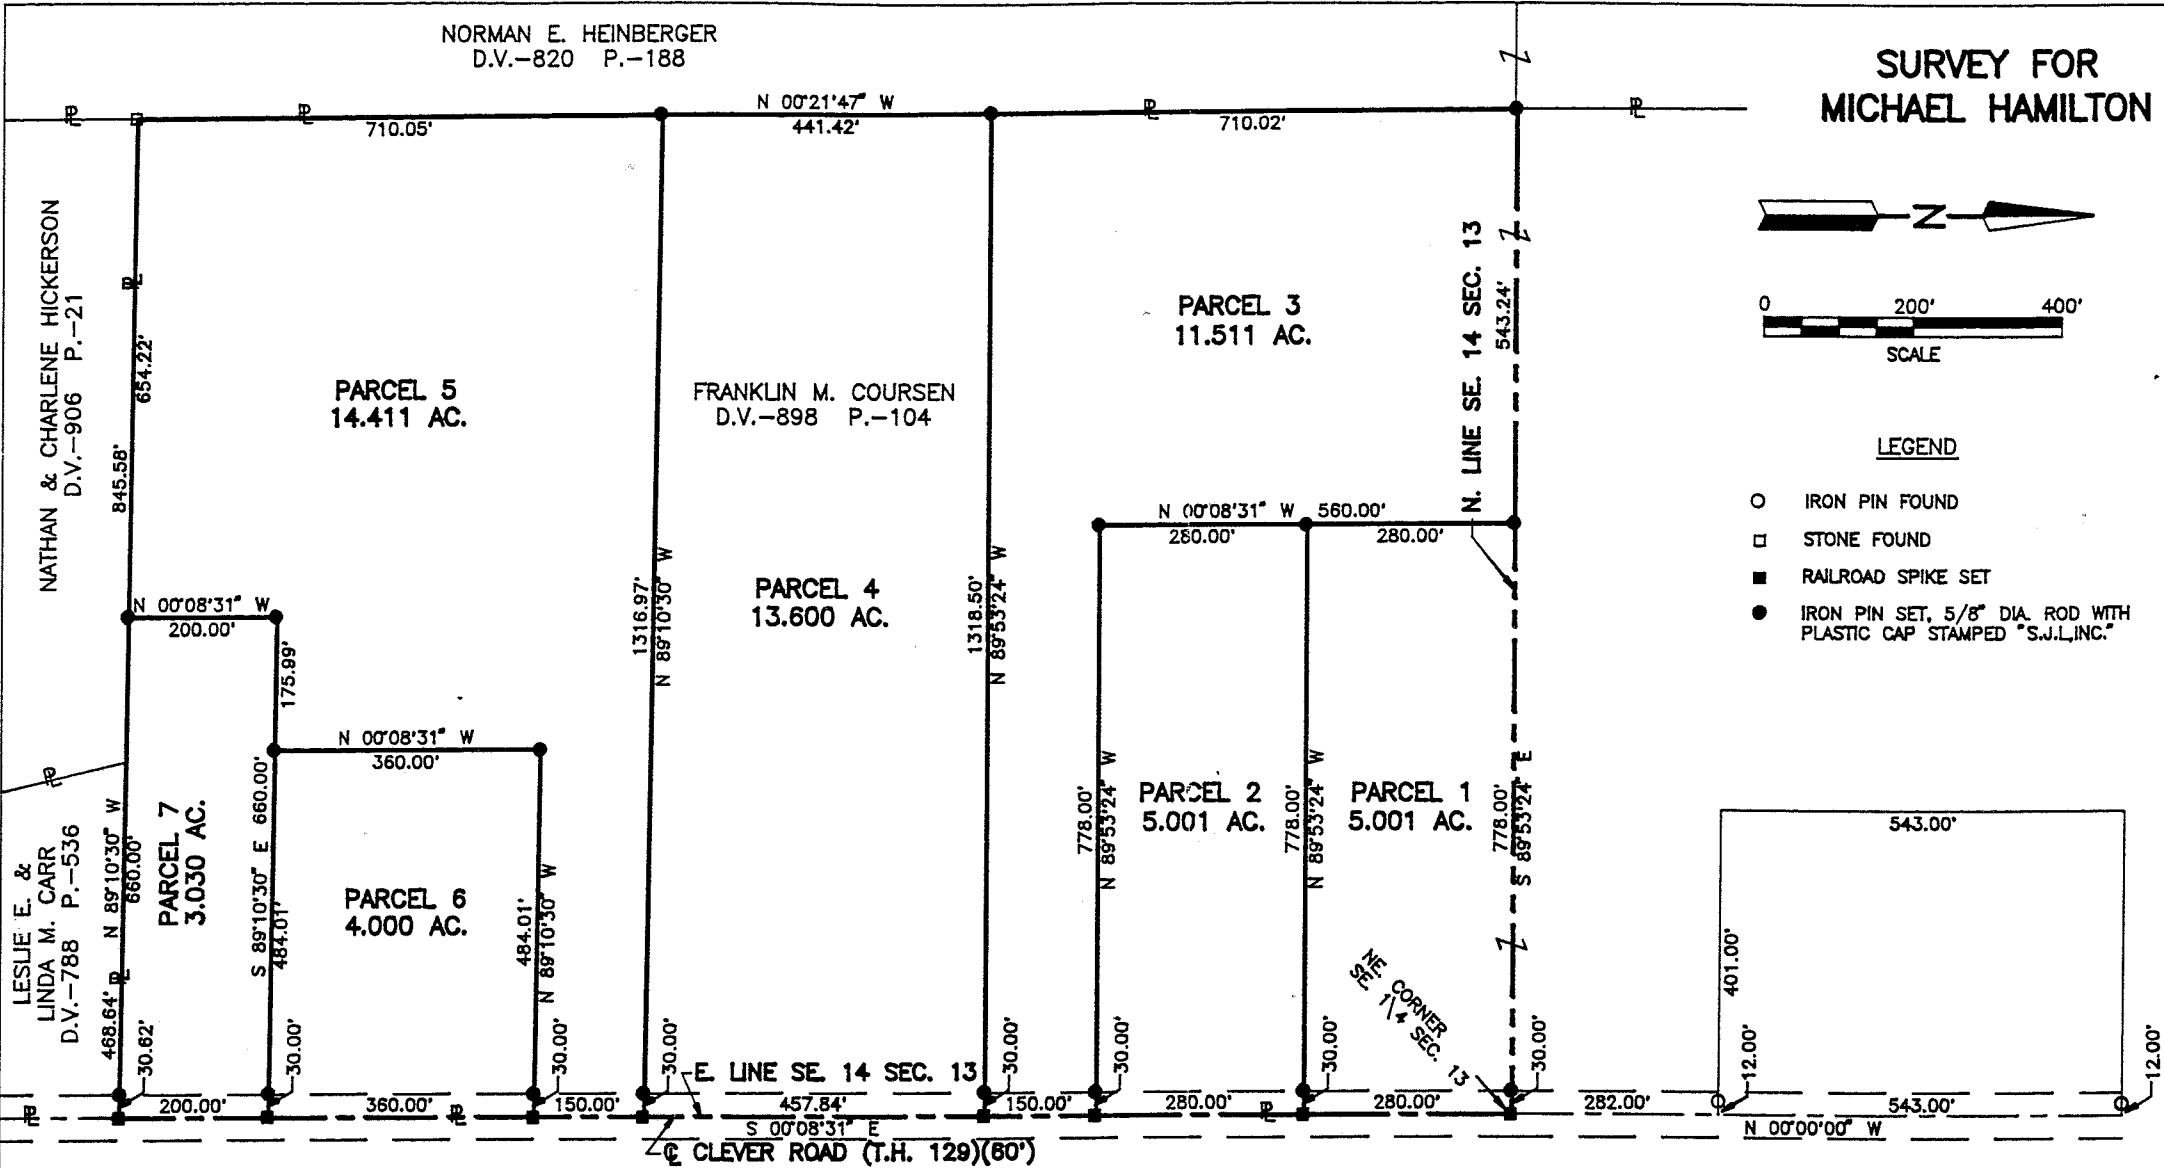 NORMAN E. HEINBERGER
D.V.-820 P.-188
SURVEY FOR
MICHAEL HAMILTON
N 00°21'47" W
710.05'
441.42'
710.02'
N
0 200' 400'
SCALE
LEGEND
IRON PIN FOUND
STONE FOUND
RAILROAD SPIKE SET
IRON PIN SET, 5/8" DIA. ROD WITH
PLASTIC CAP STAMPED "S.J.L,INC."
NATHAN & CHARLENE HICKERSON
D.V.-906 P.-21
654.22'
845.58'
PARCEL 5
14.411 AC.
FRANKLIN M. COURSEN
D.V.-898 P.-104
PARCEL 3
11.511 AC.
N. LINE SE. 14 SEC. 13
543.24'
N 00°08'31" W 560.00'
280.00'
280.00'
PARCEL 4
13.600 AC.
1316.97'
N 89°10'30" W
1318.50'
N 89°53'24" W
N 00°08'31" W
200.00'
175.99'
N 00°08'31" W
360.00'
LESLIE E. &
LINDA M. CARR
D.V.-788 P.-536
468.64'
N 89°10'30" W
660.00'
PARCEL 7
3.030 AC.
S 89°10'30" E 660.00'
484.01'
PARCEL 6
4.000 AC.
484.01'
N 89°10'30" W
778.00'
N 89°53'24" W
PARCEL 2
5.001 AC.
778.00'
N 89°53'24" W
PARCEL 1
5.001 AC.
778.00'
S 89°53'24" E
543.00'
401.00'
NE. CORNER
SE. 1/4 SEC. 13
30.62'
30.00'
30.00'
30.00'
30.00'
30.00'
30.00'
30.00'
12.00'
12.00'
E. LINE SE. 14 SEC. 13
200.00'
360.00'
150.00'
457.84'
150.00'
280.00'
280.00'
282.00'
543.00'
S 00°08'31" E
N 00°00'00" W
CLEVER ROAD (T.H. 129)(60')